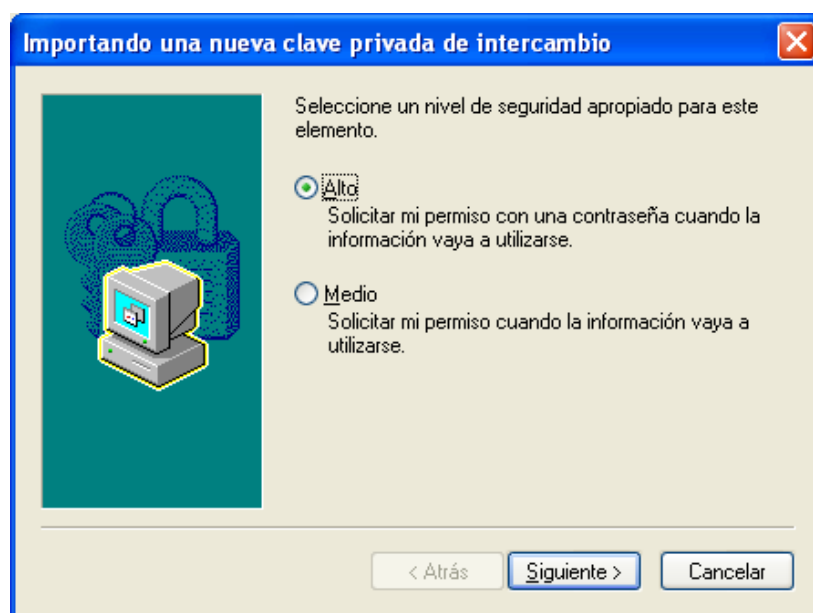 Importando una nueva clave privada de intercambio
Seleccione un nivel de seguridad apropiado para este
elemento.
Alto
Solicitar mi permiso con una contraseña cuando la
información vaya a utilizarse.
Medio
Solicitar mi permiso cuando la información vaya a
utilizarse.
< Atrás
Siguiente >
Cancelar